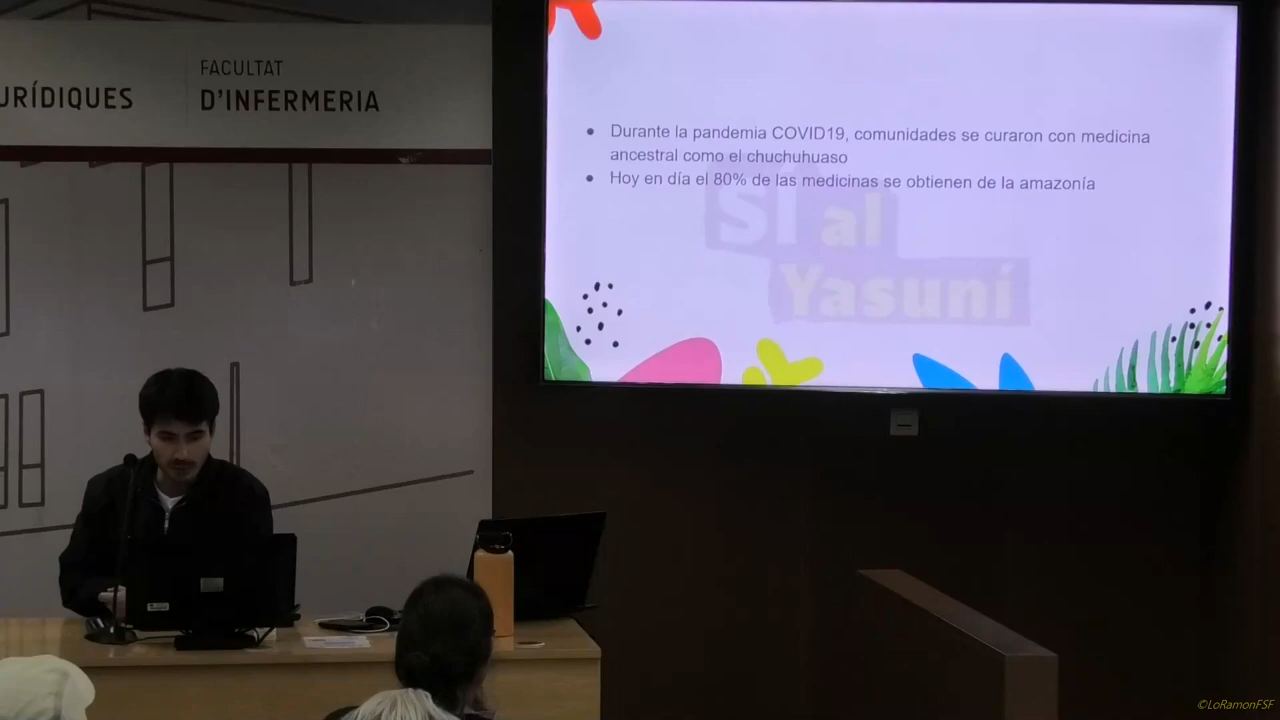 URÍDIQUES
FACULTAT
D'INFERMERIA
• Durante la pandemia COVID19, comunidades se curaron con medicina
ancestral como el chuchuhuaso
• Hoy en día el 80% de las medicinas se obtienen de la amazonía
SÍ al
Yasuní
©LoRamonFSF